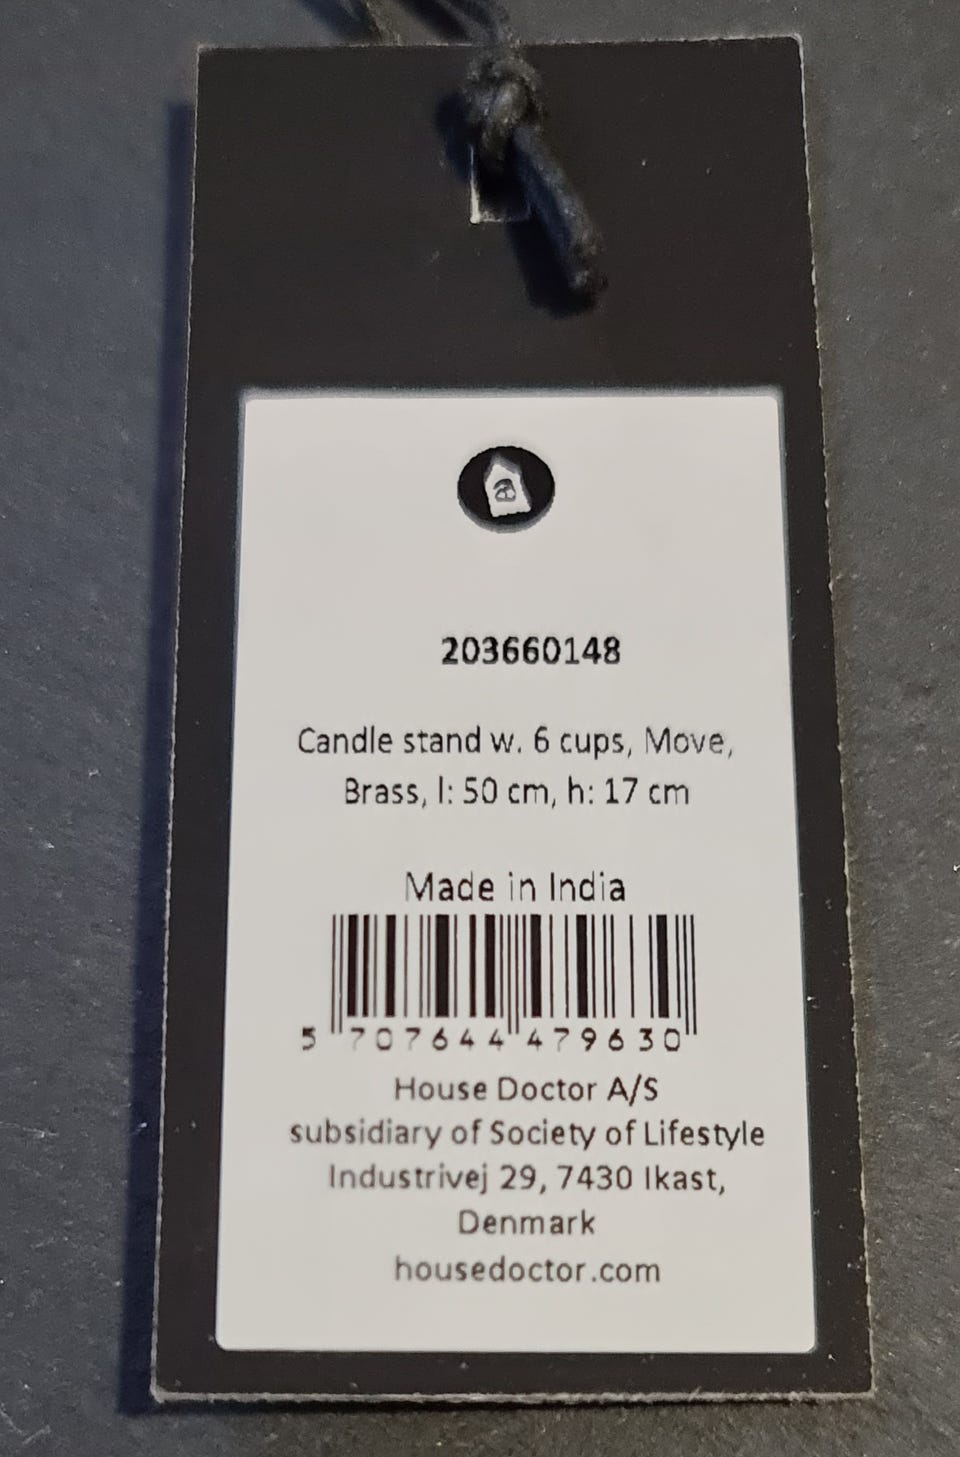 203660148
Candle stand w. 6 cups, Move,
Brass, l: 50 cm, h: 17 cm
Made in India
5 707644 479630
House Doctor A/S
subsidiary of Society of Lifestyle
Industrivej 29, 7430 Ikast,
Denmark
housedoctor.com